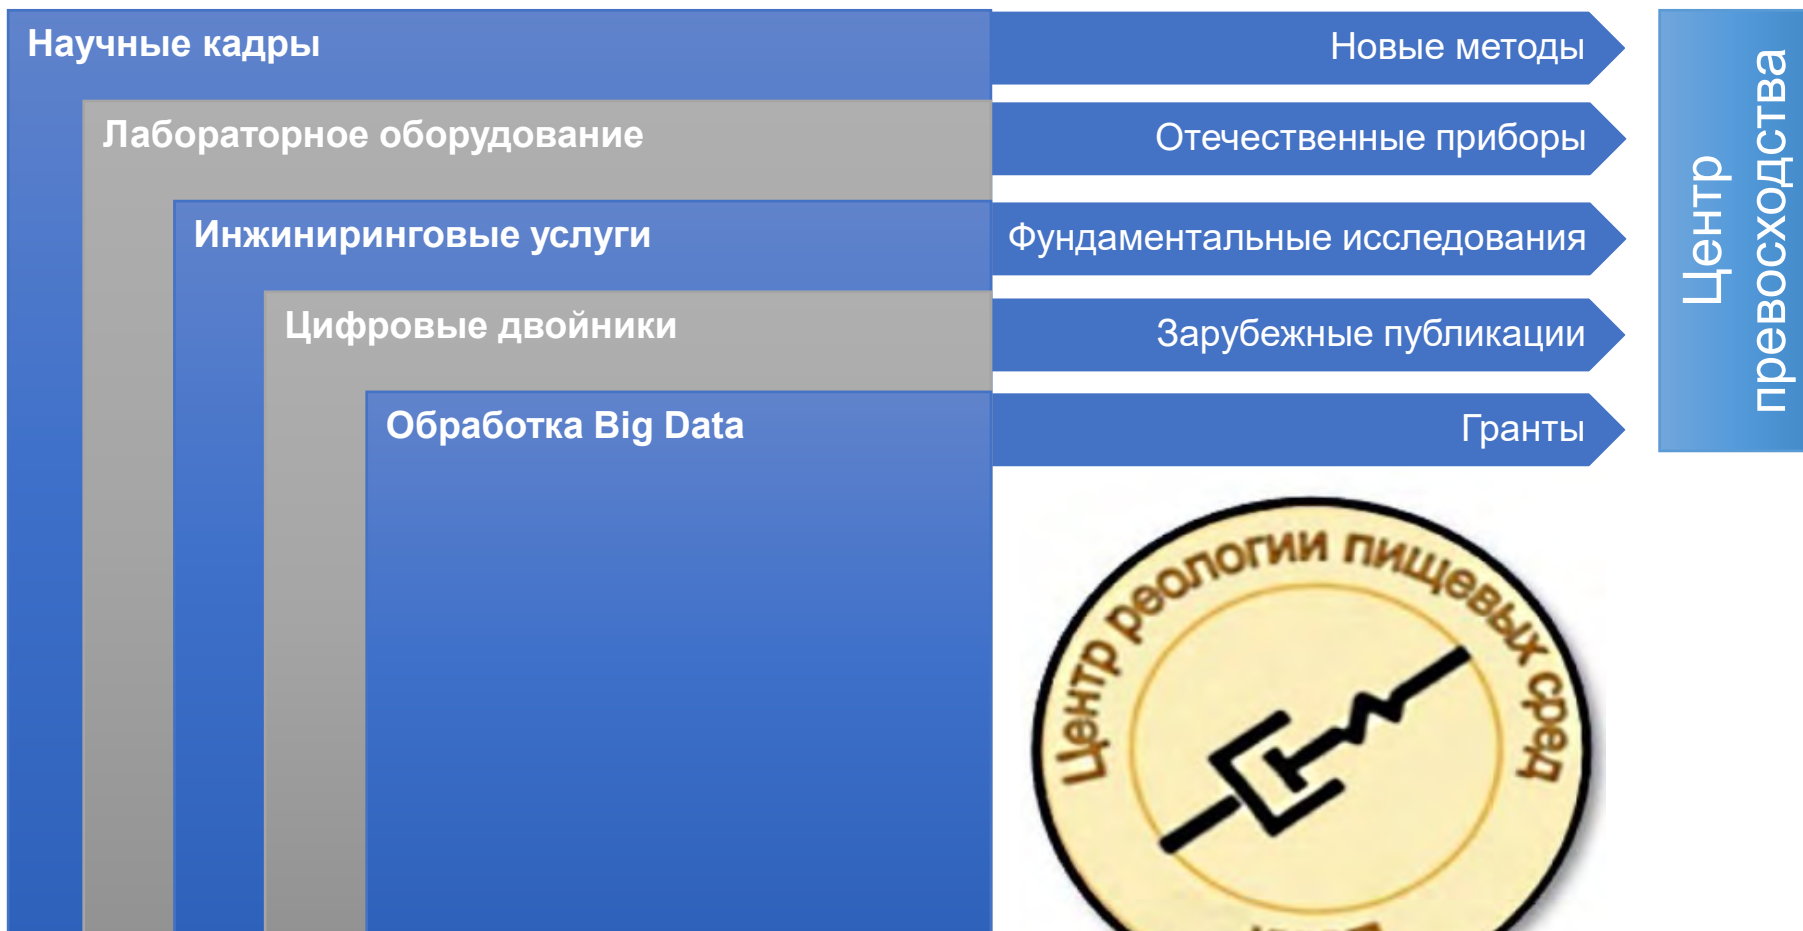 Научные кадры
Новые методы
Лабораторное оборудование
Отечественные приборы
Инжиниринговые услуги
Фундаментальные исследования
Цифровые двойники
Зарубежные публикации
Обработка Big Data
Гранты
Центр
превосходства
Центр реологии пищевых сред